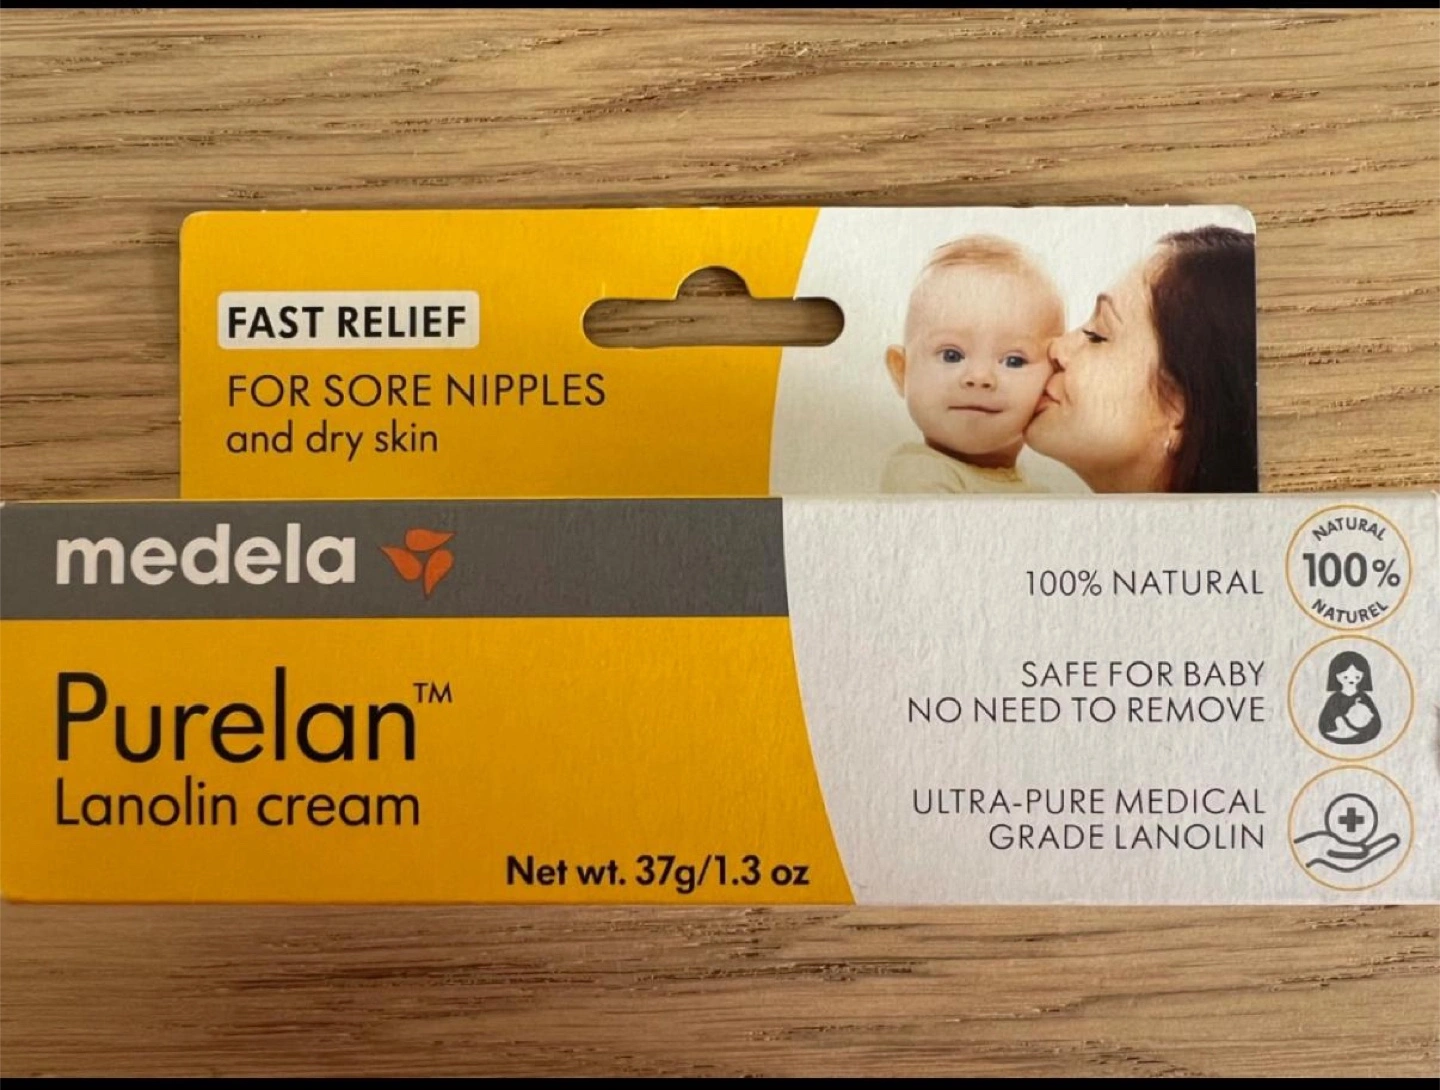 FAST RELIEF
FOR SORE NIPPLES
and dry skin
medela
Purelan™
Lanolin cream
Net wt. 37g/1.3 oz
100% NATURAL
NATURAL
100%
NATUREL
SAFE FOR BABY
NO NEED TO REMOVE
ULTRA-PURE MEDICAL
GRADE LANOLIN